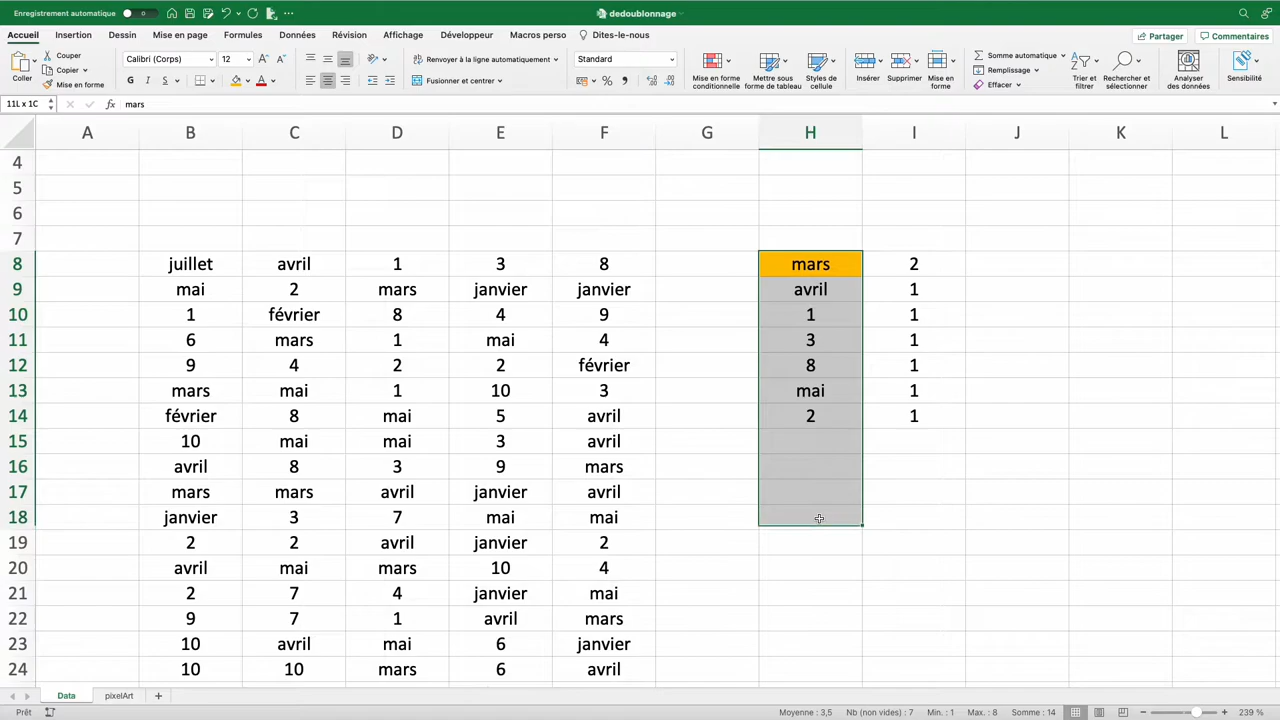 Enregistrement automatique 0 dedoublonnage
Accueil Insertion Dessin Mise en page Formules Données Révision Affichage Développeur Macros perso Dites-le-nous Partager Commentaires
Coller Couper Calibri (Corps) 12 Renvoyer à la ligne automatiquement Standard Mise en forme conditionnelle Mettre sous forme de tableau Styles de cellule Insérer Supprimer Mise en forme Somme automatique Trier et filtrer Rechercher et sélectionner Analyser des données Sensibilité
Copier Remplissage
Mise en forme G I S Fusionner et centrer % Effacer
11L x 1C fx mars
A B C D E F G H I J K L
4
5
6
7
8 juillet avril 1 3 8 mars 2
9 mai 2 mars janvier janvier avril 1
10 1 février 8 4 9 1 1
11 6 mars 1 mai 4 3 1
12 9 4 2 2 février 8 1
13 mars mai 1 10 3 mai 1
14 février 8 mai 5 avril 2 1
15 10 mai mai 3 avril
16 avril 8 3 9 mars
17 mars mars avril janvier avril
18 janvier 3 7 mai mai
19 2 2 avril janvier 2
20 avril mai mars 10 4
21 2 7 4 janvier mai
22 9 7 1 avril mars
23 10 avril mai 6 janvier
24 10 10 mars 6 avril
Data pixelArt
Prêt Moyenne : 3,5 Nb (non vides) : 7 Min. : 1 Max. : 8 Somme : 14 239 %